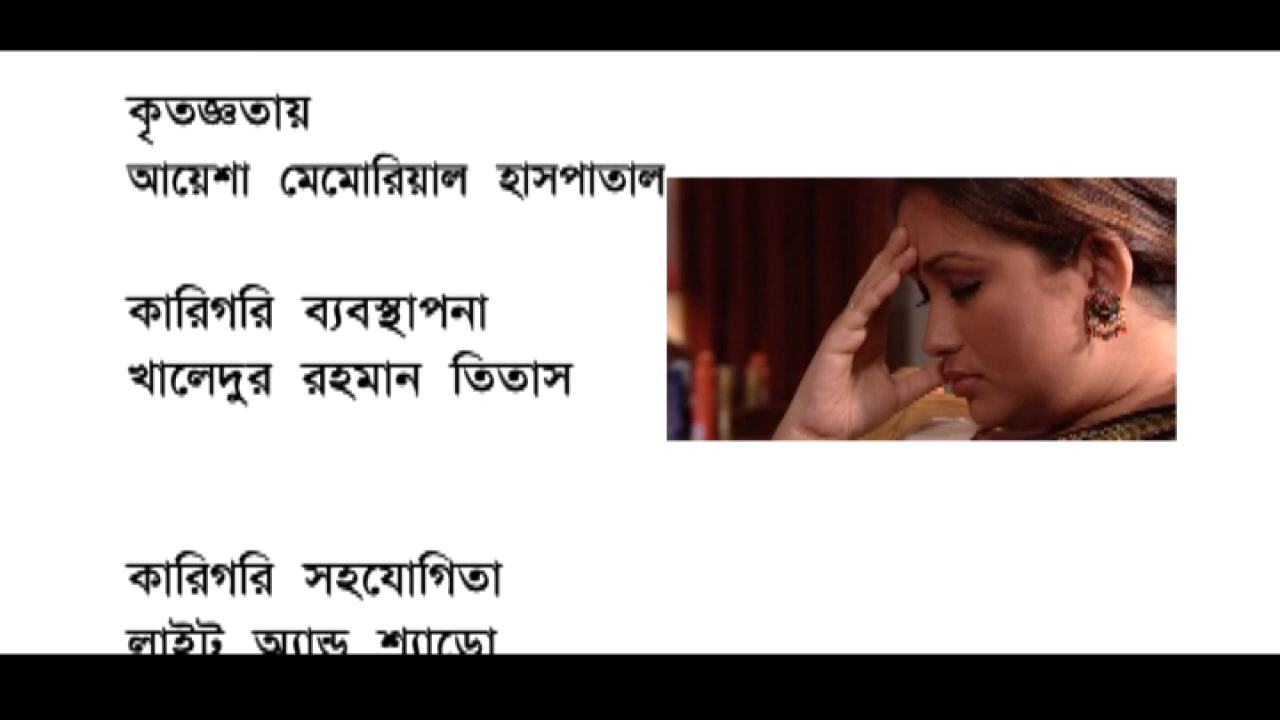 কৃতজ্ঞতায়
আয়েশা মেমোরিয়াল হাসপাতাল
কারিগরি ব্যবস্থাপনা
খালেদুর রহমান তিতাস
কারিগরি সহযোগিতা
লাইট অ্যান্ড শ্যাডো